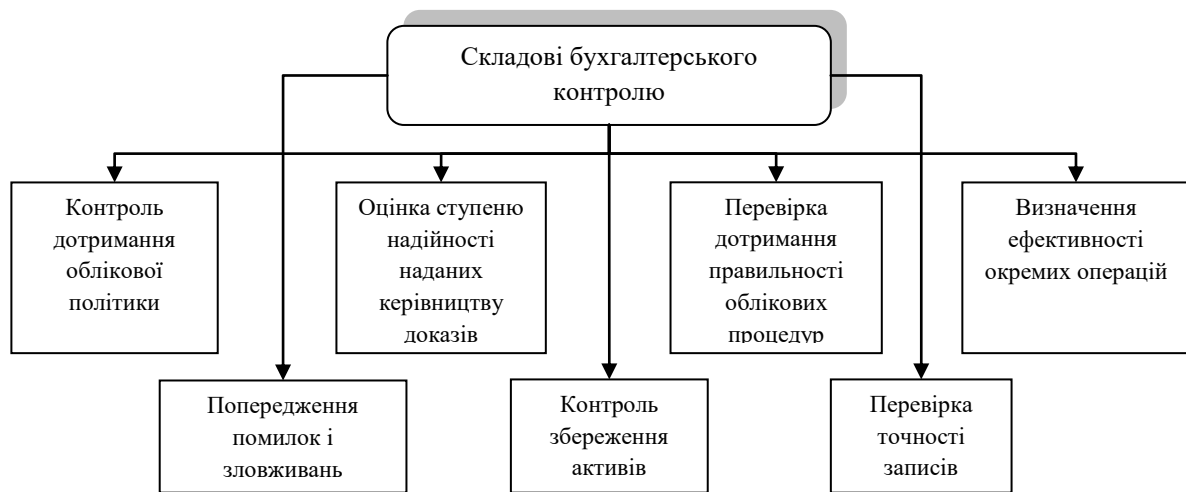 Складові бухгалтерського
контролю
Контроль
дотримання
облікової
політики
Оцінка ступеню
надійності
наданих
керівництву
доказів
Перевірка
дотримання
правильності
облікових
процедур
Визначення
ефективності
окремих операцій
Попередження
помилок і
зловживань
Контроль
збереження
активів
Перевірка
точності
записів